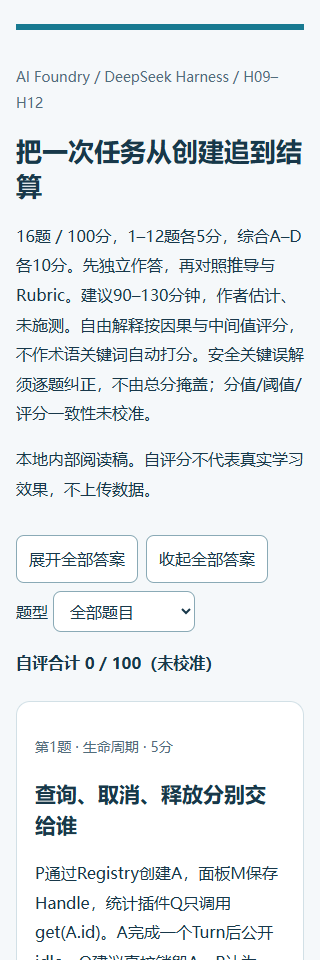 AI Foundry / DeepSeek Harness / H09–
H12
把一次任务从创建追到结
算
16题 / 100分，1–12题各5分，综合A–D
各10分。先独立作答，再对照推导与
Rubric。建议90–130分钟，作者估计、
未施测。自由解释按因果与中间值评分，
不作术语关键词自动打分。安全关键误解
须逐题纠正，不由总分掩盖；分值/阈值/
评分一致性未校准。
本地内部阅读稿。自评分不代表真实学习
效果，不上传数据。
展开全部答案 收起全部答案
题型 全部题目
自评合计 0 / 100（未校准）
第1题 · 生命周期 · 5分
查询、取消、释放分别交
给谁
P通过Registry创建A，面板M保存
Handle，统计插件Q只调用
get(A.id)。A完成一个Turn后公开